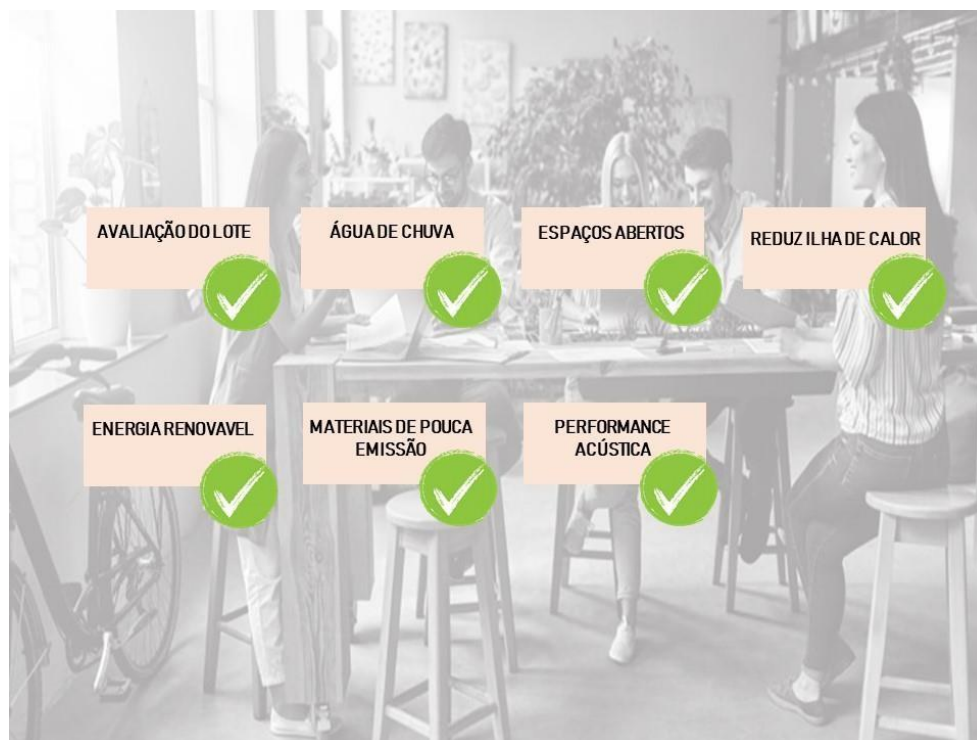 AVALIAÇÃO DO LOTE
ÁGUA DE CHUVA
ESPAÇOS ABERTOS
REDUZ ILHA DE CALOR
ENERGIA RENOVAVEL
MATERIAIS DE POUCA
EMISSÃO
PERFORMANCE
ACÚSTICA